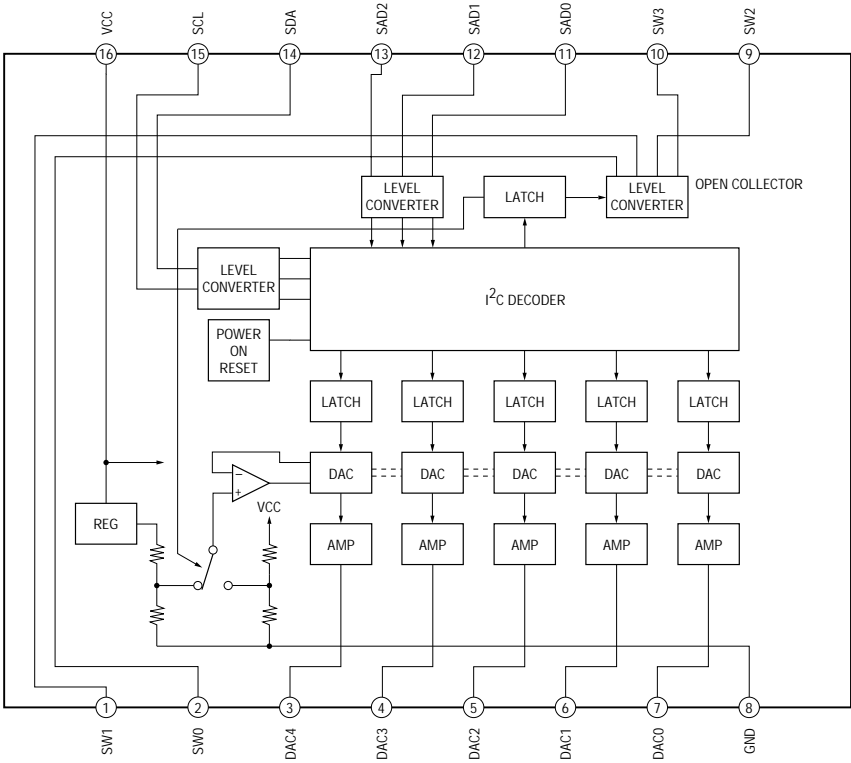 VCC SCL SDA SAD2 SAD1 SAD0 SW3 SW2
16 15 14 13 12 11 10 9
LEVEL
CONVERTER
LATCH
LEVEL
CONVERTER
OPEN COLLECTOR
LEVEL
CONVERTER
I2C DECODER
POWER
ON
RESET
LATCH LATCH LATCH LATCH LATCH
DAC DAC DAC DAC DAC
−
+
VCC
REG
AMP AMP AMP AMP AMP
1 2 3 4 5 6 7 8
SW1 SW0 DAC4 DAC3 DAC2 DAC1 DAC0 GND